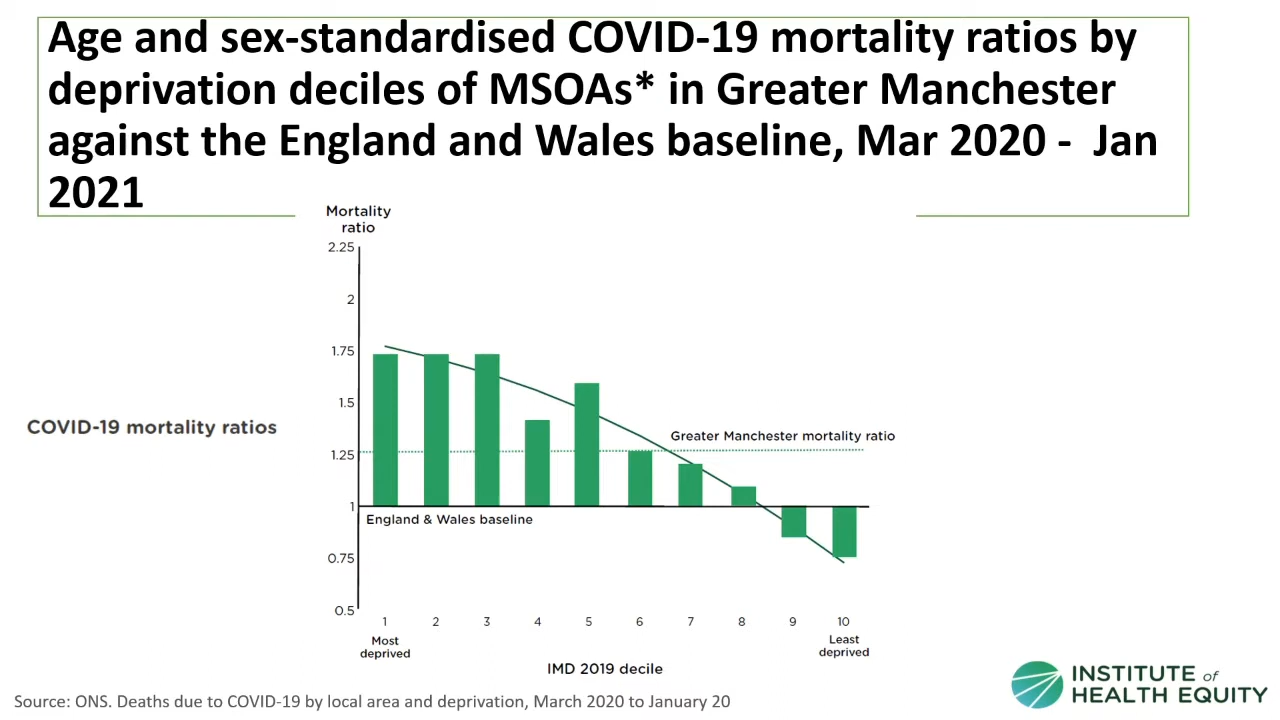 Age and sex-standardised COVID-19 mortality ratios by
deprivation deciles of MSOAs* in Greater Manchester
against the England and Wales baseline, Mar 2020 -  Jan
2021
Mortality
ratio
2.25
2
1.75
1.5
COVID-19 mortality ratios
Greater Manchester mortality ratio
1.25
1
England & Wales baseline
0.75
0.5
1 2 3 4 5 6 7 8 9 10
Most
deprived
Least
deprived
IMD 2019 decile
INSTITUTE of
HEALTH EQUITY
Source: ONS. Deaths due to COVID-19 by local area and deprivation, March 2020 to January 20